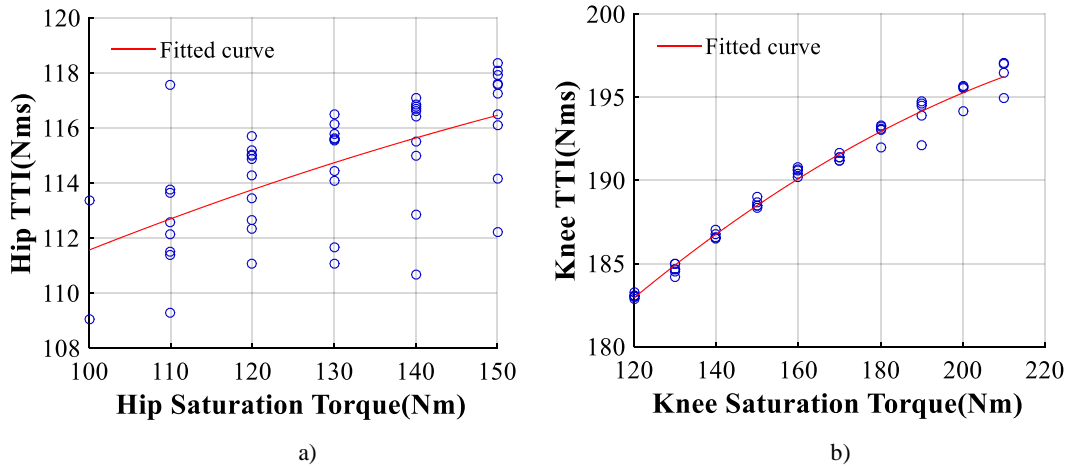 120
118
116
114
112
110
108
Hip TTI(Nms)
Fitted curve
100 110 120 130 140 150
Hip Saturation Torque(Nm)
a)
200
195
190
185
180
Knee TTI(Nms)
Fitted curve
120 140 160 180 200 220
Knee Saturation Torque(Nm)
b)